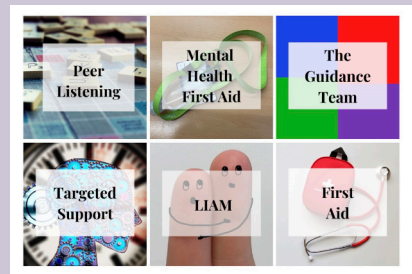 Peer
Listening
Mental
Health
First Aid
The
Guidance
Team
Targeted
Support
LIAM
First
Aid